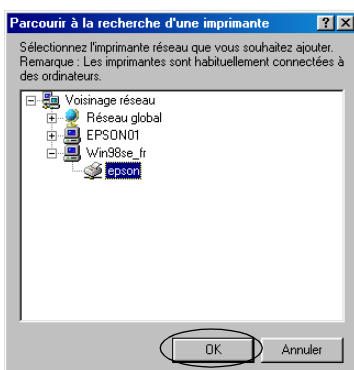 Parcourir à la recherche d'une imprimante
Sélectionnez l'imprimante réseau que vous souhaitez ajouter.
Remarque : Les imprimantes sont habituellement connectées à
des ordinateurs.
Voisinage réseau
Réseau global
EPSON01
Win98se_fr
epson
OK Annuler